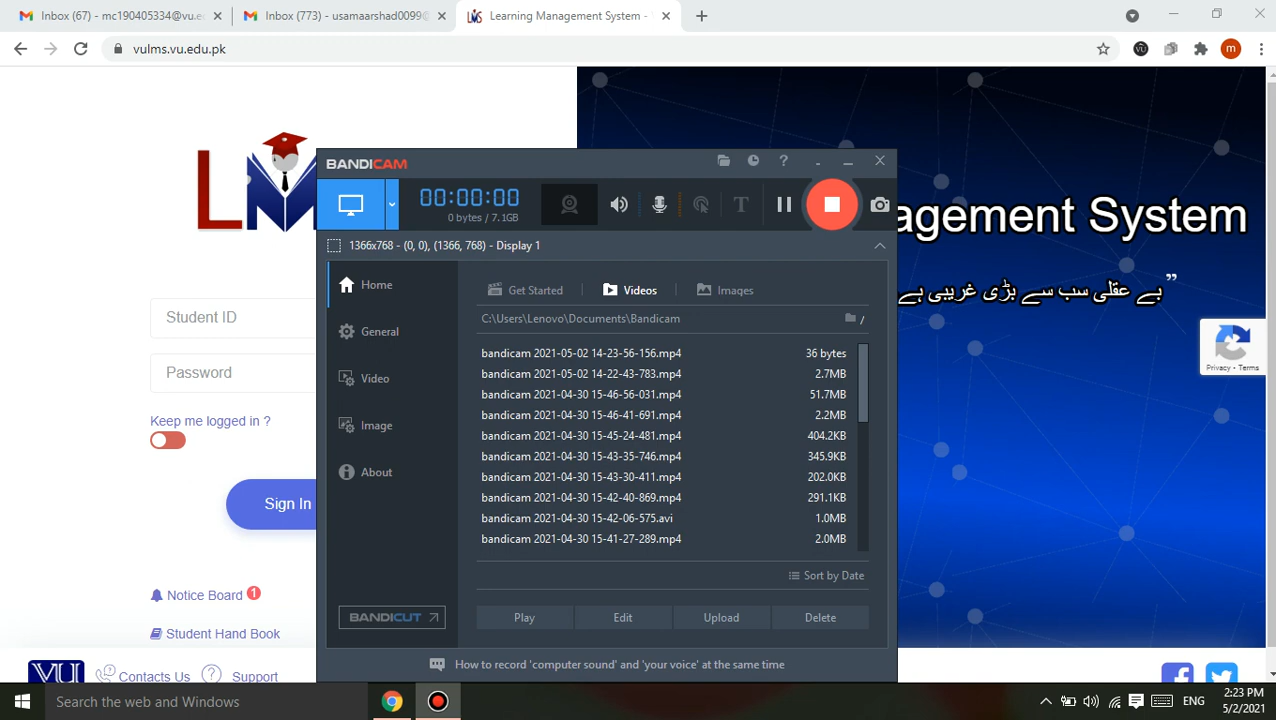 Inbox (67) - mc190405334@vu.e
Inbox (773) - usamaarshad0099@
Learning Management System -
vulms.vu.edu.pk
m
LM
BANDICAM
00:00:00
0 bytes / 7.1GB
T
1366x768 - (0, 0), (1366, 768) - Display 1
agement System
بے عقلی سب سے بڑی غریبی ہے ”
Home
General
Video
Image
About
Get Started
Videos
Images
C:\Users\Lenovo\Documents\Bandicam
/
bandicam 2021-05-02 14-23-56-156.mp4 36 bytes
bandicam 2021-05-02 14-22-43-783.mp4 2.7MB
bandicam 2021-04-30 15-46-56-031.mp4 51.7MB
bandicam 2021-04-30 15-46-41-691.mp4 2.2MB
bandicam 2021-04-30 15-45-24-481.mp4 404.2KB
bandicam 2021-04-30 15-43-35-746.mp4 345.9KB
bandicam 2021-04-30 15-43-30-411.mp4 202.0KB
bandicam 2021-04-30 15-42-40-869.mp4 291.1KB
bandicam 2021-04-30 15-42-06-575.avi 1.0MB
bandicam 2021-04-30 15-41-27-289.mp4 2.0MB
Sort by Date
BANDICUT
Play
Edit
Upload
Delete
How to record 'computer sound' and 'your voice' at the same time
Student ID
Password
Keep me logged in ?
Sign In
Notice Board 1
Student Hand Book
VU
Contacts Us
Support
Privacy - Terms
Search the web and Windows
ENG
2:23 PM
5/2/2021